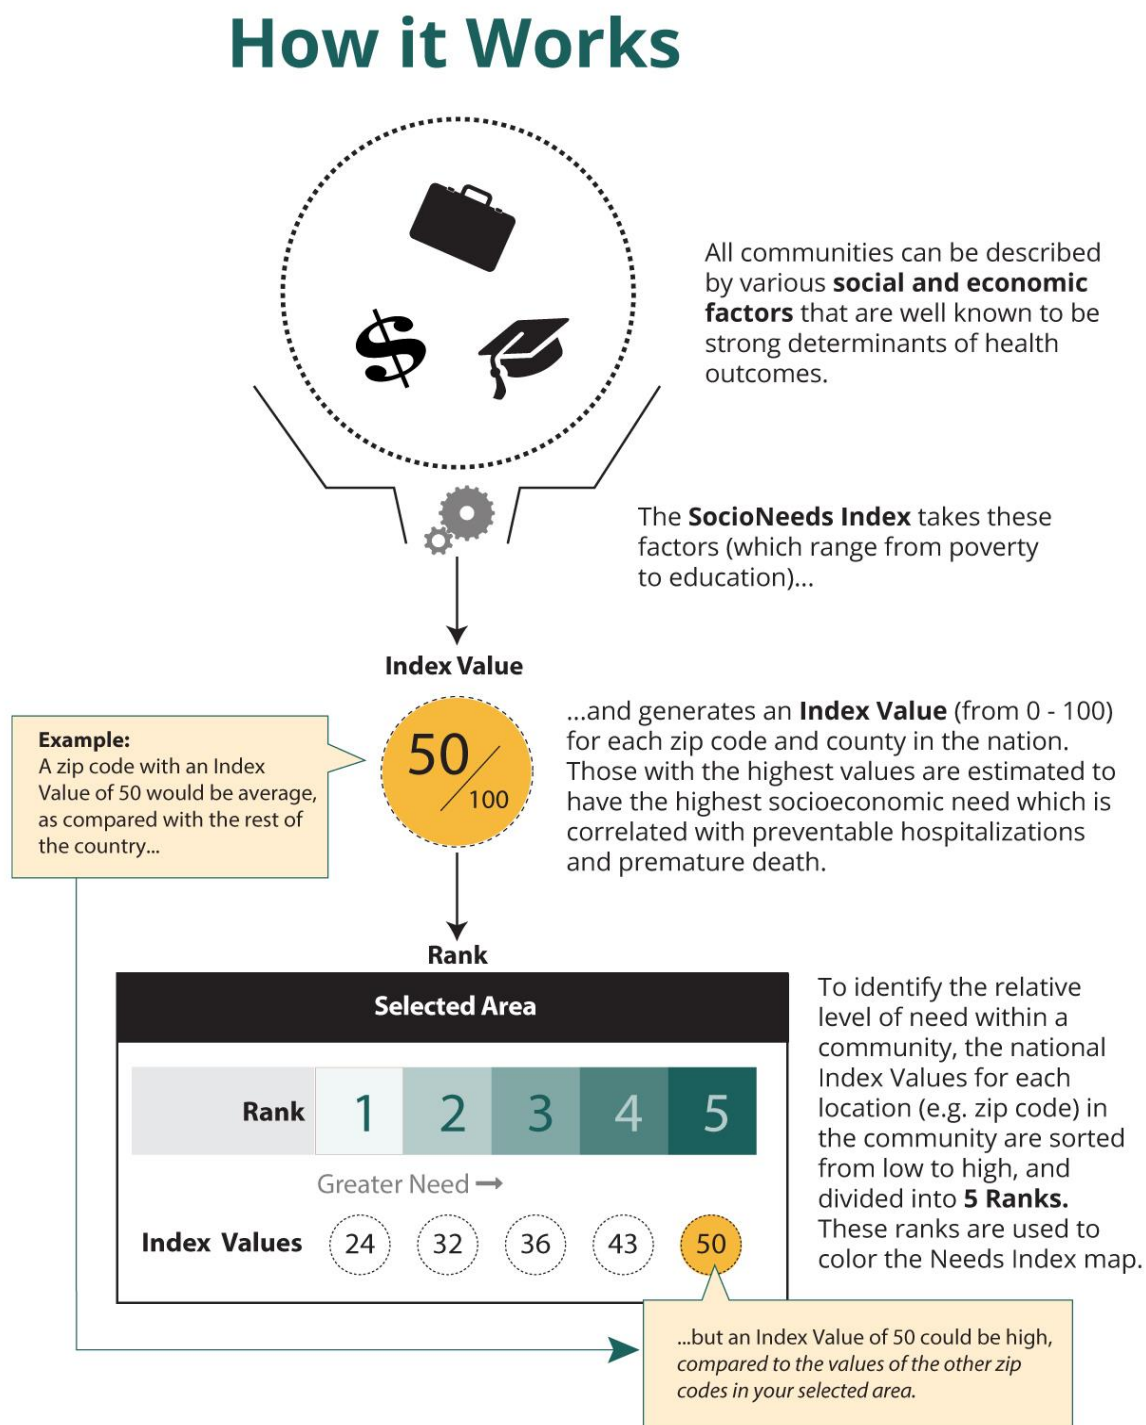 How it Works
All communities can be described
by various social and economic
factors that are well known to be
strong determinants of health
outcomes.
The SocioNeeds Index takes these
factors (which range from poverty
to education)...
Index Value
50
100
...and generates an Index Value (from 0 - 100)
for each zip code and county in the nation.
Those with the highest values are estimated to
have the highest socioeconomic need which is
correlated with preventable hospitalizations
and premature death.
Example:
A zip code with an Index
Value of 50 would be average,
as compared with the rest of
the country...
Rank
Selected Area
Rank 1 2 3 4 5
Greater Need →
Index Values 24 32 36 43 50
To identify the relative
level of need within a
community, the national
Index Values for each
location (e.g. zip code) in
the community are sorted
from low to high, and
divided into 5 Ranks.
These ranks are used to
color the Needs Index map.
...but an Index Value of 50 could be high,
compared to the values of the other zip
codes in your selected area.